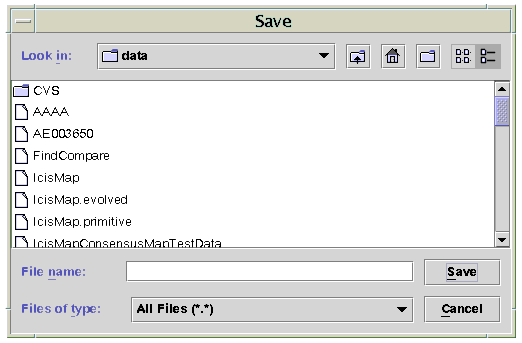 Save
Look in: data
CVS
AAAA
AE003650
FindCompare
IcisMap
IcisMap.evolved
IcisMap.primitive
IcisMapConsensusMapTestData
File name: Save
Files of type: All Files (*.*) Cancel